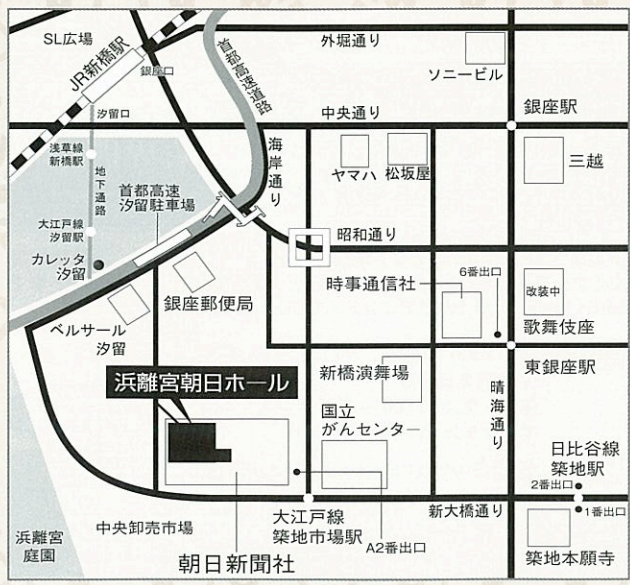 SL広場
JR新橋駅
銀座口
汐留口
首都高速道路
外堀通り
ソニービル
中央通り
銀座駅
浅草線
新橋駅
地下通路
首都高速
汐留駐車場
海岸通り
ヤマハ
松坂屋
三越
大江戸線
汐留駅
カレッタ
汐留
昭和通り
銀座郵便局
時事通信社
6番出口
改装中
歌舞伎座
ベルサール
汐留
浜離宮朝日ホール
新橋演舞場
東銀座駅
国立
がんセンター
晴海通り
日比谷線
築地駅
2番出口
1番出口
新大橋通り
中央卸売市場
大江戸線
築地市場駅
A2番出口
浜離宮
庭園
朝日新聞社
築地本願寺